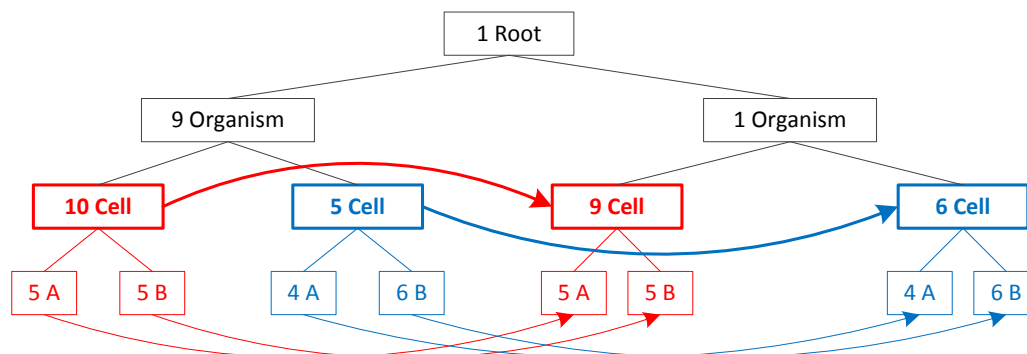 1 Root
9 Organism
1 Organism
10 Cell
5 Cell
9 Cell
6 Cell
5 A
5 B
4 A
6 B
5 A
5 B
4 A
6 B